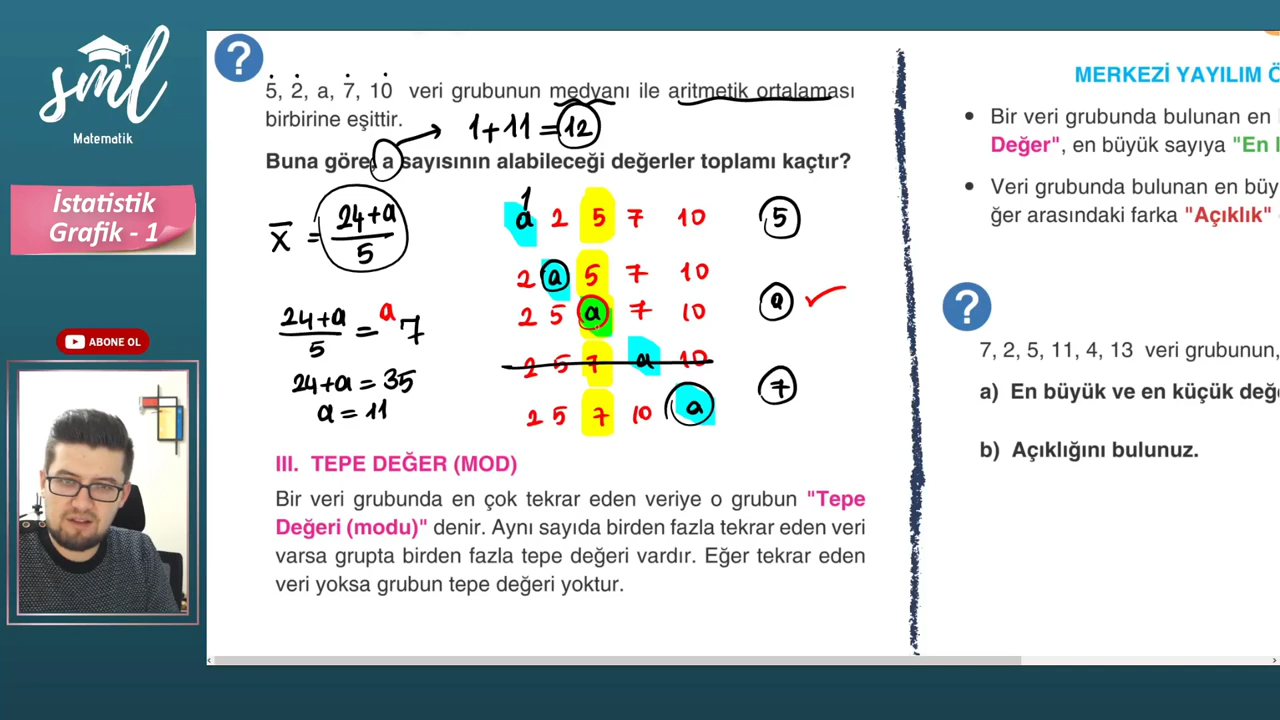 sml
Matematik
İstatistik
Grafik - 1
ABONE OL
?
5, 2, a, 7, 10 veri grubunun medyanı ile aritmetik ortalaması
birbirine eşittir.
1+11=12
Buna göre, a sayısının alabileceği değerler toplamı kaçtır?
x̄ = 24+a / 5
24+a / 5 = a 7
24+a = 35
a = 11
1
a 2 5 7 10
5
2 a 5 7 10
2 5 a 7 10
a
2 5 7 a 10
2 5 7 10 a
7
III. TEPE DEĞER (MOD)
Bir veri grubunda en çok tekrar eden veriye o grubun "Tepe
Değeri (modu)" denir. Aynı sayıda birden fazla tekrar eden veri
varsa grupta birden fazla tepe değeri vardır. Eğer tekrar eden
veri yoksa grubun tepe değeri yoktur.
MERKEZİ YAYILIM Ö
• Bir veri grubunda bulunan en
Değer", en büyük sayıya "En
• Veri grubunda bulunan en büy
ğer arasındaki farka "Açıklık"
?
7, 2, 5, 11, 4, 13 veri grubunun,
a) En büyük ve en küçük değ
b) Açıklığını bulunuz.